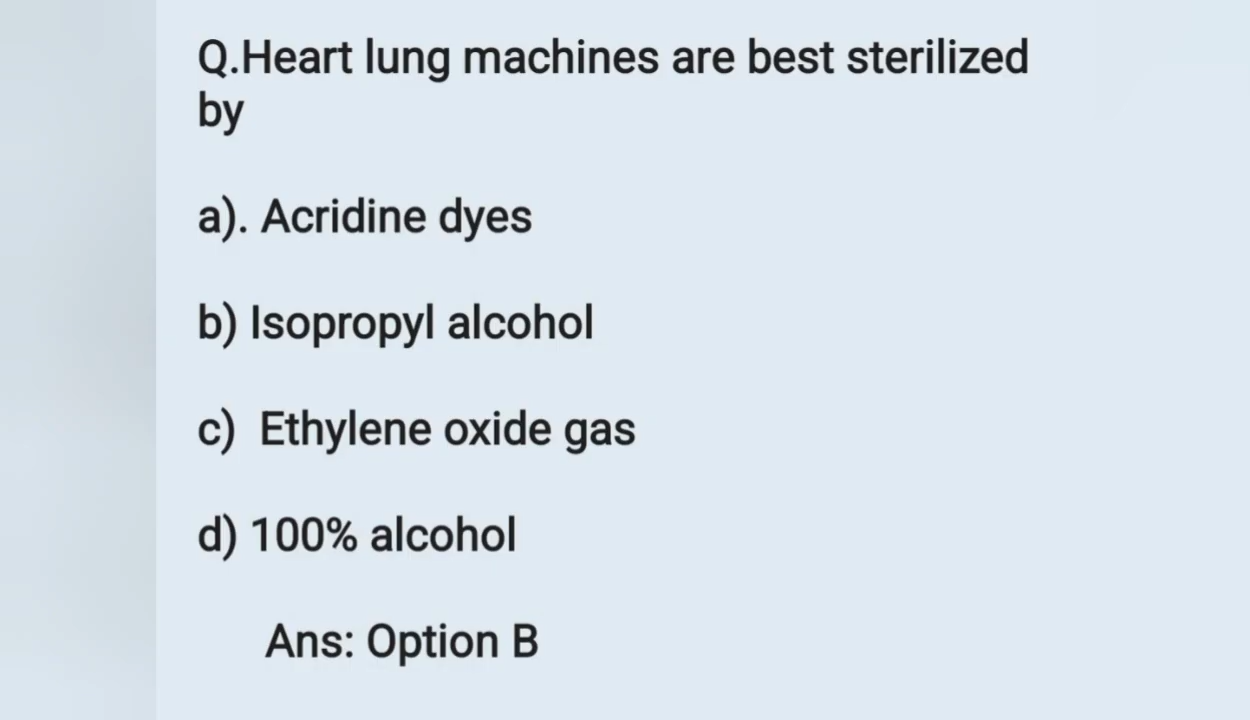 Q.Heart lung machines are best sterilized
by
a). Acridine dyes
b) Isopropyl alcohol
c) Ethylene oxide gas
d) 100% alcohol
Ans: Option B